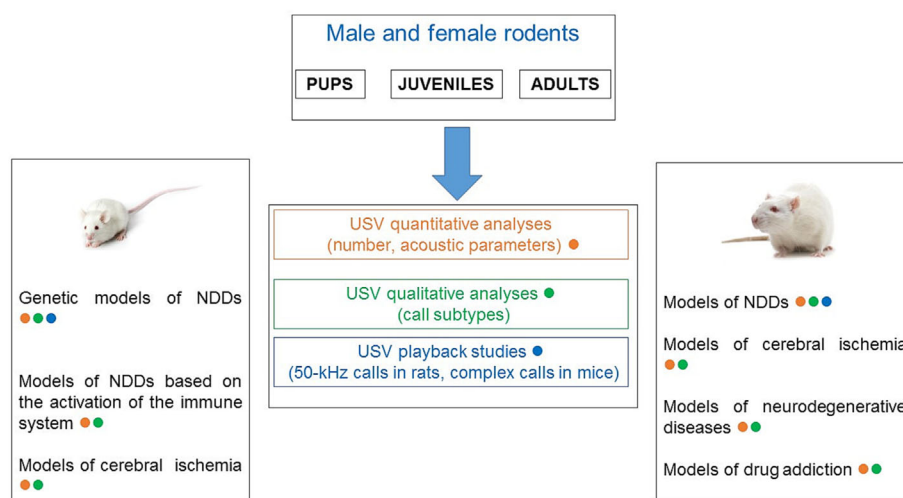 Male and female rodents
PUPS
JUVENILES
ADULTS
USV quantitative analyses
(number, acoustic parameters)
USV qualitative analyses
(call subtypes)
USV playback studies
(50-kHz calls in rats, complex calls in mice)
Genetic models of NDDs
Models of NDDs based on
the activation of the immune
system
Models of cerebral ischemia
Models of NDDs
Models of cerebral ischemia
Models of neurodegenerative
diseases
Models of drug addiction